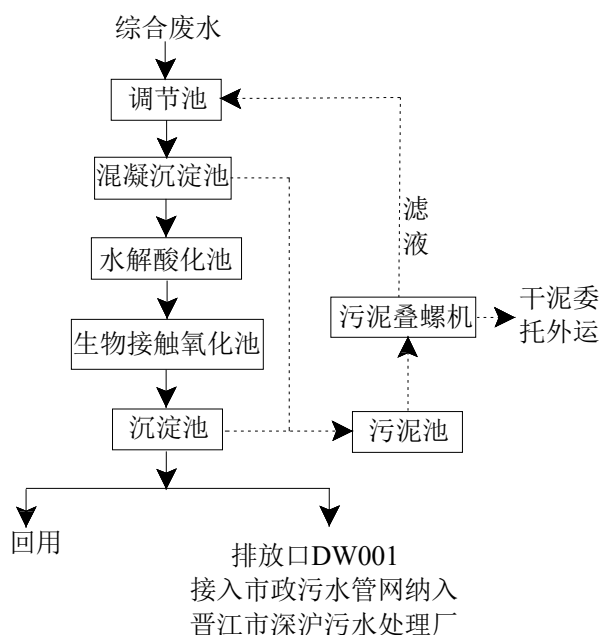 综合废水
调节池
混凝沉淀池
水解酸化池
生物接触氧化池
沉淀池
回用
排放口DW001
接入市政污水管网纳入
晋江市深沪污水处理厂
污泥池
污泥叠螺机
滤
液
干泥委
托外运